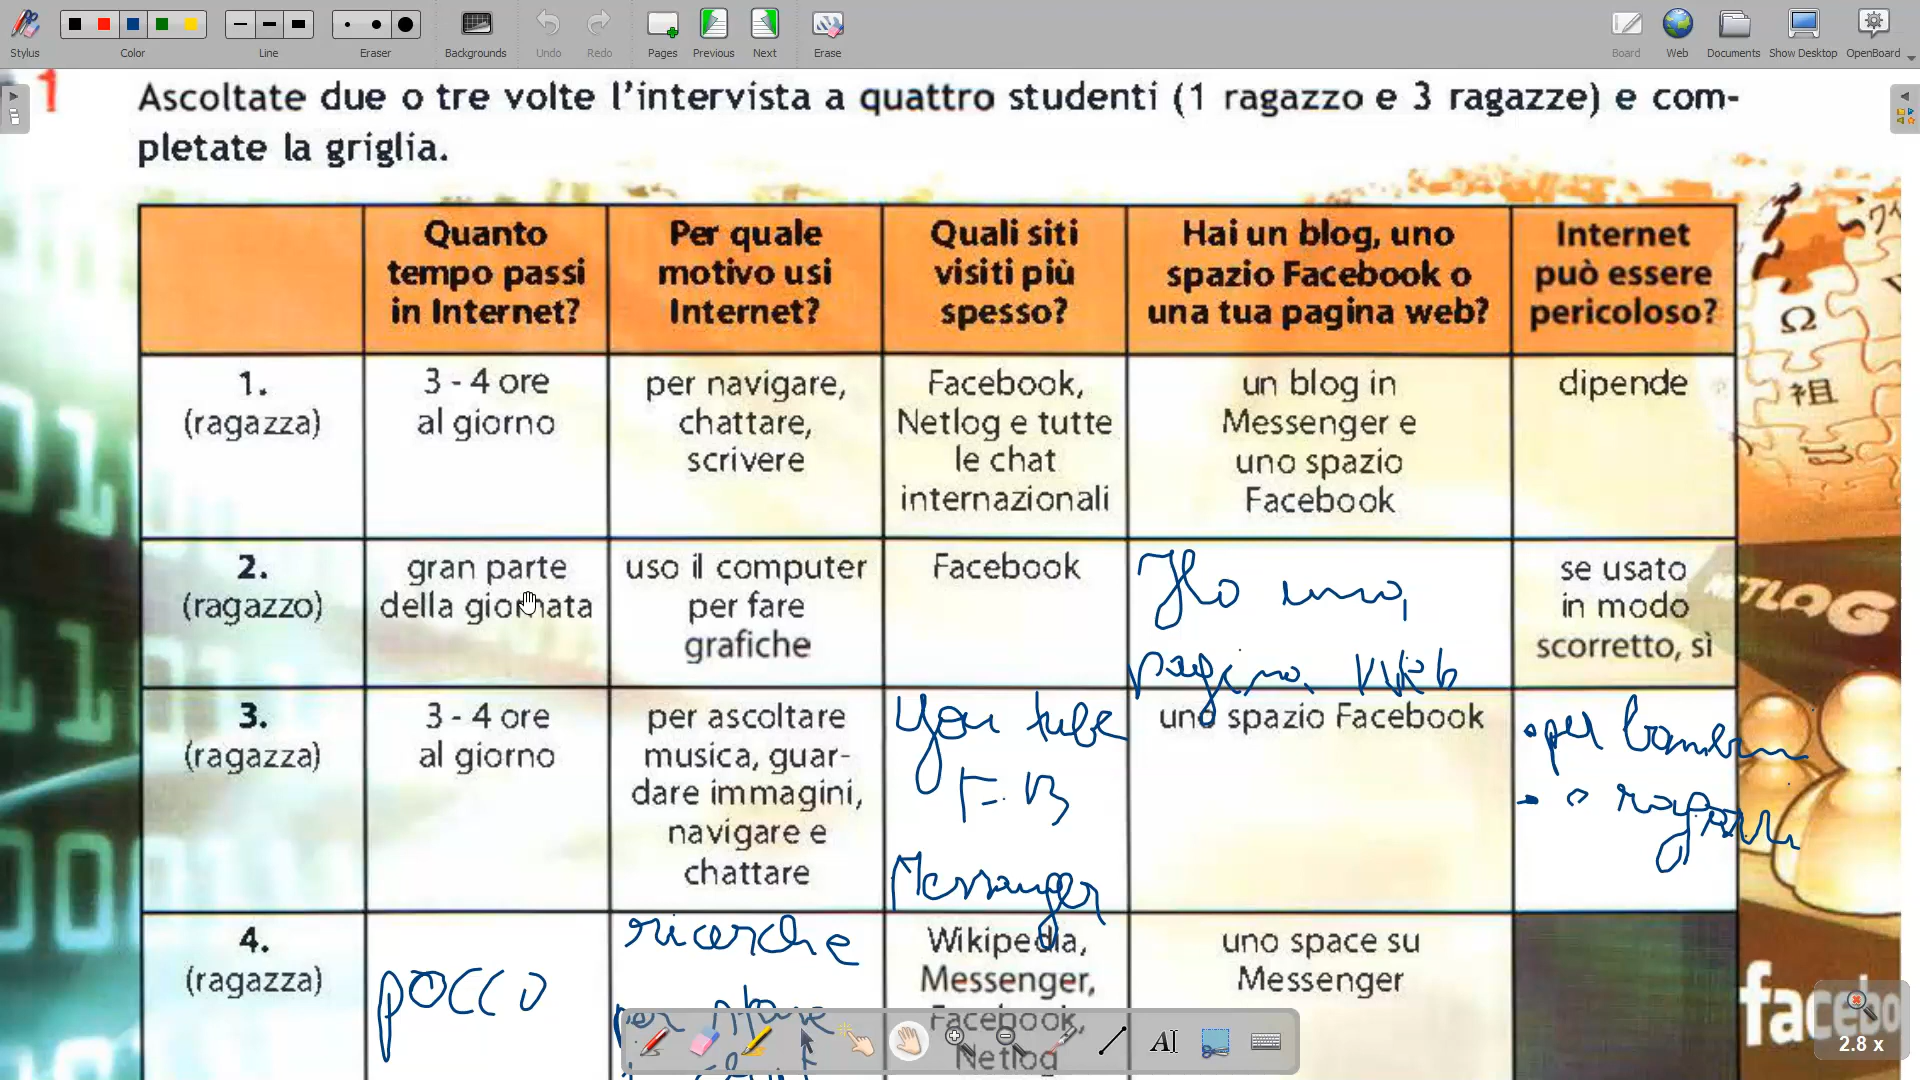 Stylus
Color
Line
Eraser
Backgrounds
Undo
Redo
Pages
Previous
Next
Erase
Board
Web
Documents
Show Desktop
OpenBoard
1
Ascoltate due o tre volte l'intervista a quattro studenti (1 ragazzo e 3 ragazze) e com-
pletate la griglia.
Quanto
tempo passi
in Internet?
Per quale
motivo usi
Internet?
Quali siti
visiti più
spesso?
Hai un blog, uno
spazio Facebook o
una tua pagina web?
Internet
può essere
pericoloso?
1.
(ragazza)
3 - 4 ore
al giorno
per navigare,
chattare,
scrivere
Facebook,
Netlog e tutte
le chat
internazionali
un blog in
Messenger e
uno spazio
Facebook
dipende
2.
(ragazzo)
gran parte
della giornata
uso il computer
per fare
grafiche
Facebook
Ho una
pagina web
se usato
in modo
scorretto, sì
3.
(ragazza)
3 - 4 ore
al giorno
per ascoltare
musica, guar-
dare immagini,
navigare e
chattare
You tube
F-B
Messanger
uno spazio Facebook
per bambini
o ragazzi
4.
(ragazza)
pocco
ricerche
per
Wikipedia,
Messenger,
Facebook,
Netlog
uno space su
Messenger
NETLOG
Ω
祖
facebo
2.8 x